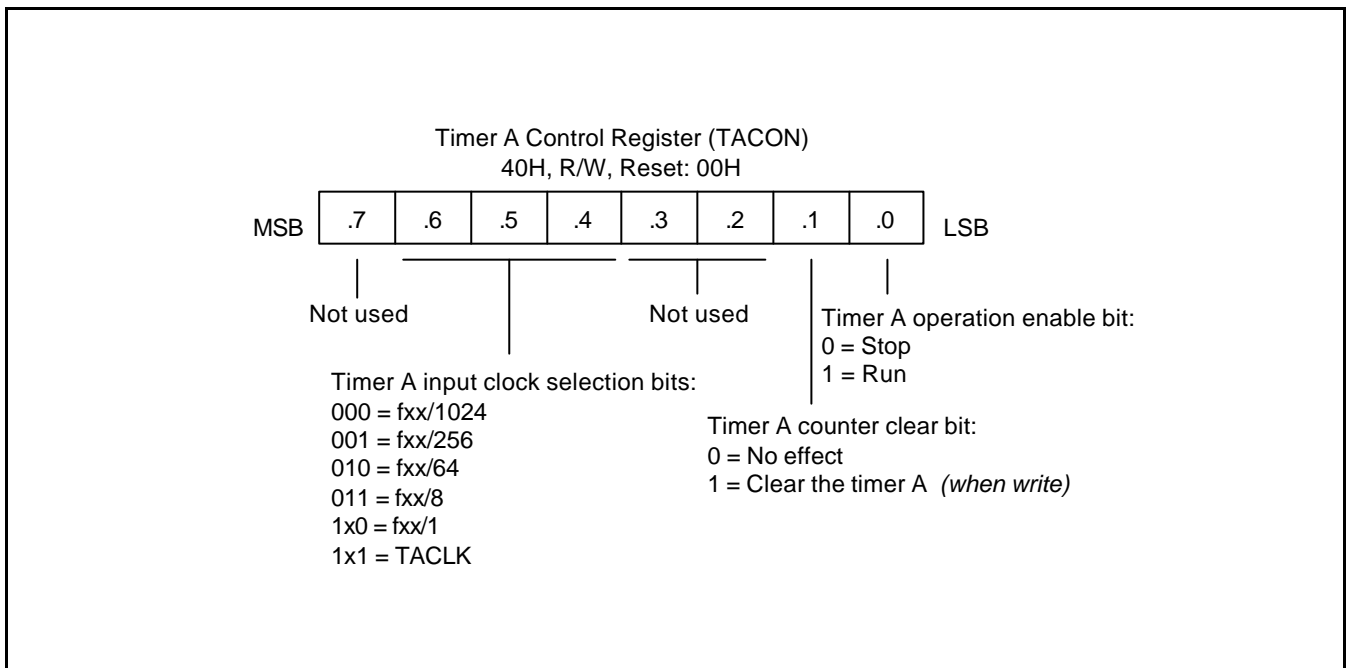 Timer A Control Register (TACON)
40H, R/W, Reset: 00H
MSB .7 .6 .5 .4 .3 .2 .1 .0 LSB
Not used
Not used
Timer A operation enable bit:
0 = Stop
1 = Run
Timer A input clock selection bits:
000 = fxx/1024
001 = fxx/256
010 = fxx/64
011 = fxx/8
1x0 = fxx/1
1x1 = TACLK
Timer A counter clear bit:
0 = No effect
1 = Clear the timer A (when write)